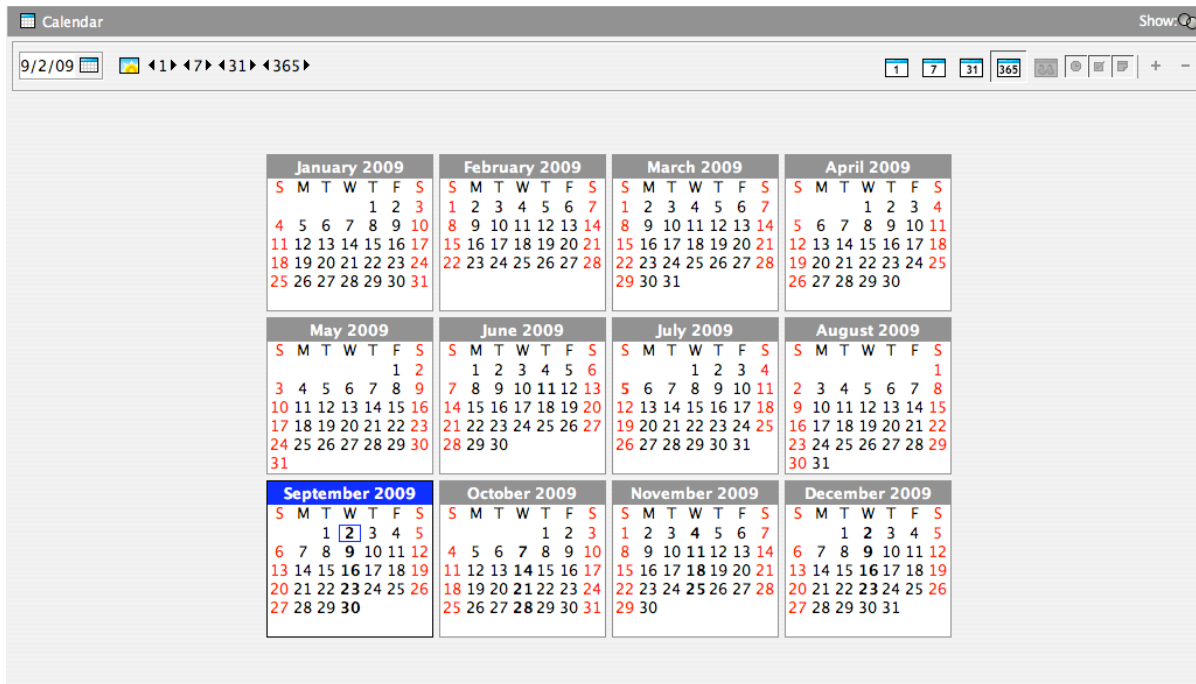 Calendar Show:
9/2/09 1 7 31 365 1 7 31 365 + -
January 2009 February 2009 March 2009 April 2009
S M T W T F S S M T W T F S S M T W T F S S M T W T F S
1 2 3 1 2 3 4 5 6 7 1 2 3 4 5 6 7 1 2 3 4
4 5 6 7 8 9 10 8 9 10 11 12 13 14 8 9 10 11 12 13 14 5 6 7 8 9 10 11
11 12 13 14 15 16 17 15 16 17 18 19 20 21 15 16 17 18 19 20 21 12 13 14 15 16 17 18
18 19 20 21 22 23 24 22 23 24 25 26 27 28 22 23 24 25 26 27 28 19 20 21 22 23 24 25
25 26 27 28 29 30 31 29 30 31 26 27 28 29 30
May 2009 June 2009 July 2009 August 2009
S M T W T F S S M T W T F S S M T W T F S S M T W T F S
1 2 1 2 3 4 5 6 1 2 3 4 1
3 4 5 6 7 8 9 7 8 9 10 11 12 13 5 6 7 8 9 10 11 2 3 4 5 6 7 8
10 11 12 13 14 15 16 14 15 16 17 18 19 20 12 13 14 15 16 17 18 9 10 11 12 13 14 15
17 18 19 20 21 22 23 21 22 23 24 25 26 27 19 20 21 22 23 24 25 16 17 18 19 20 21 22
24 25 26 27 28 29 30 28 29 30 26 27 28 29 30 31 23 24 25 26 27 28 29
31 30 31
September 2009 October 2009 November 2009 December 2009
S M T W T F S S M T W T F S S M T W T F S S M T W T F S
1 2 3 4 5 1 2 3 1 2 3 4 5 6 7 1 2 3 4 5
6 7 8 9 10 11 12 4 5 6 7 8 9 10 8 9 10 11 12 13 14 6 7 8 9 10 11 12
13 14 15 16 17 18 19 11 12 13 14 15 16 17 15 16 17 18 19 20 21 13 14 15 16 17 18 19
20 21 22 23 24 25 26 18 19 20 21 22 23 24 22 23 24 25 26 27 28 20 21 22 23 24 25 26
27 28 29 30 25 26 27 28 29 30 31 29 30 27 28 29 30 31